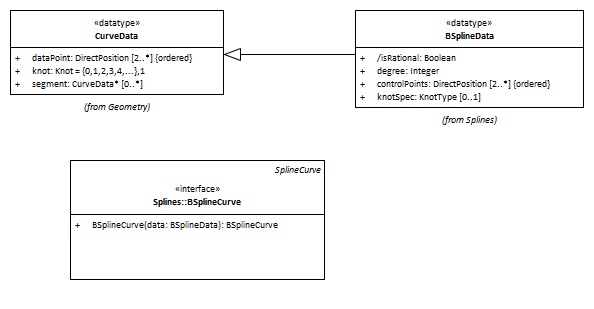 «datatype»
CurveData
+ dataPoint: DirectPosition [2..*] {ordered}
+ knot: Knot = {0,1,2,3,4,...},1
+ segment: CurveData* [0..*]
(from Geometry)
«datatype»
BSplineData
+ /isRational: Boolean
+ degree: Integer
+ controlPoints: DirectPosition [2..*] {ordered}
+ knotSpec: KnotType [0..1]
(from Splines)
SplineCurve
«interface»
Splines::BSplineCurve
+ BSplineCurve(data: BSplineData): BSplineCurve